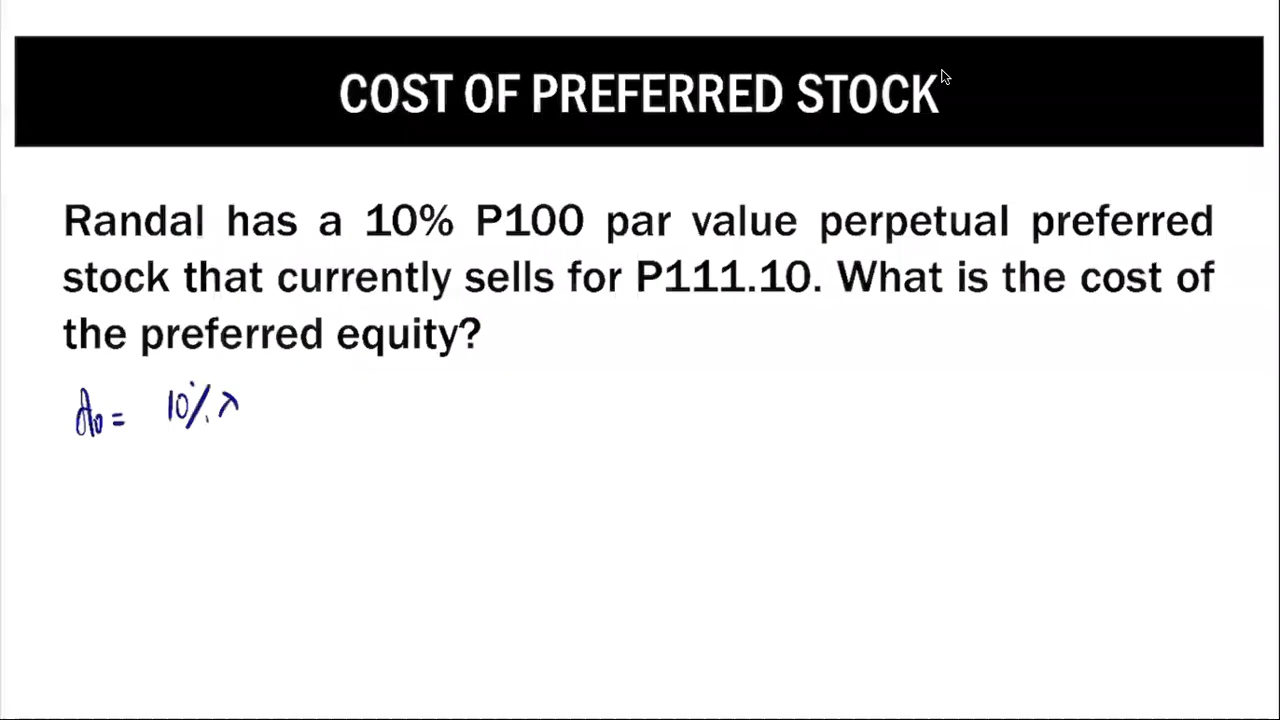 COST OF PREFERRED STOCK
Randal has a 10% P100 par value perpetual preferred
stock that currently sells for P111.10. What is the cost of
the preferred equity?
= 10% x